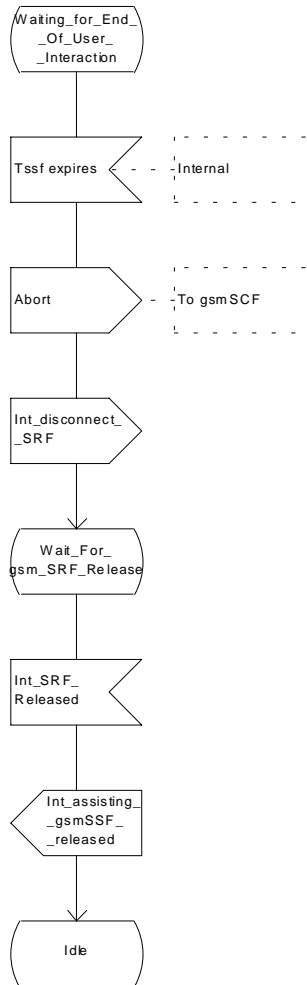 Waiting_for_End_
_Of_User_
_Interaction
Tssf expires
Internal
Abort
To gsmSCF
Int_disconnect_
_SRF
Wait_For_
gsm_SRF_Release
Int_SRF_
Released
Int_assisting_
_gsmSSF_
_released
Idle